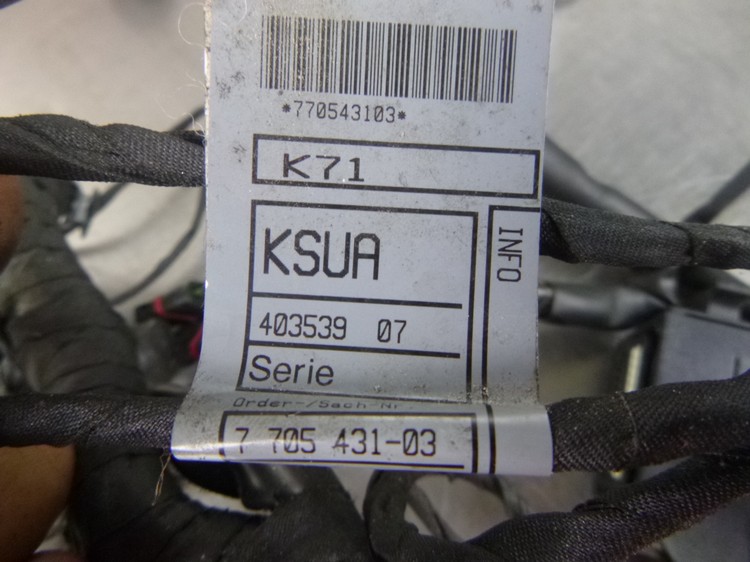 *770543103*
K71
KSUA
INFO
403539 07
Serie
Order-/Sach-Nr.
7 705 431-03